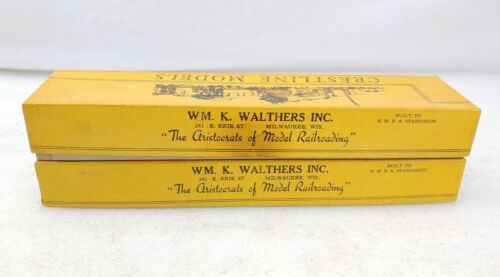 CRESTLINE MODELS
WM. K. WALTHERS INC.
241 - E. ERIE ST. MILWAUKEE, WIS.
"The Aristocrats of Model Railroading"
BUILT TO
N. M. R. A. STANDARDS
WM. K. WALTHERS INC.
241 - E. ERIE ST. MILWAUKEE, WIS.
"The Aristocrats of Model Railroading"
BUILT TO
N. M. R. A. STANDARDS